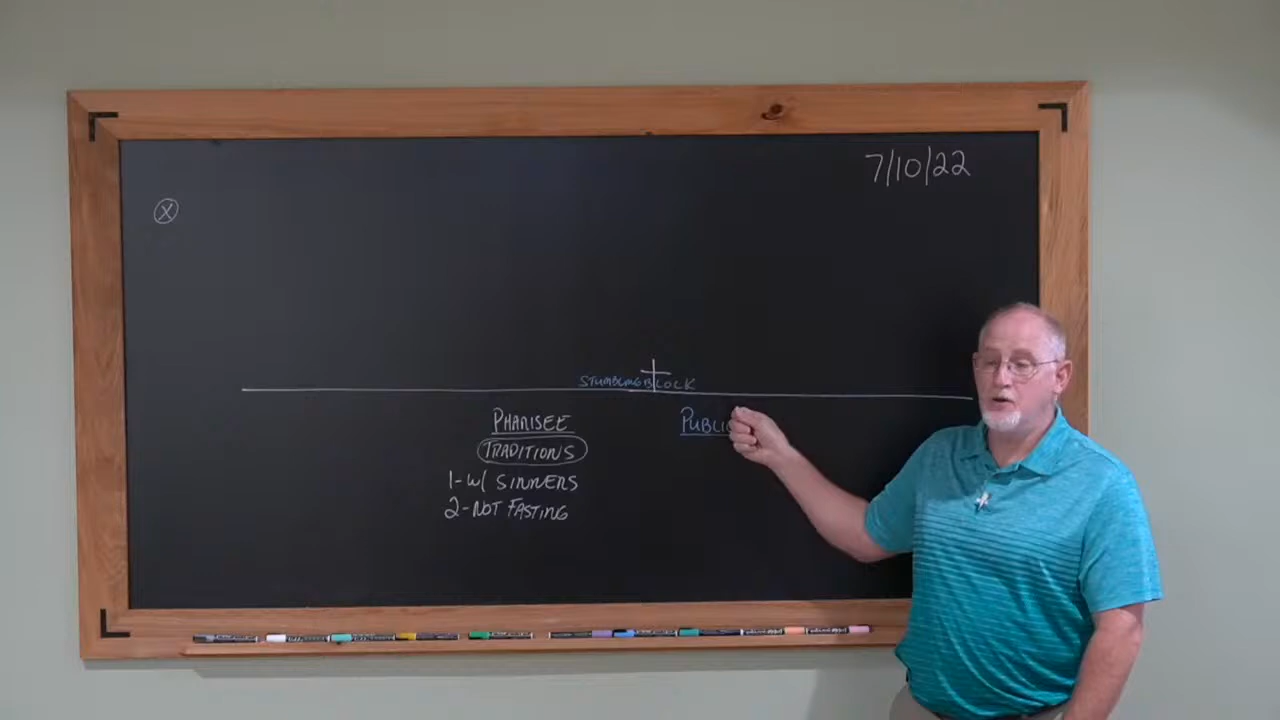 7/10/22
X
STUMBLINGBLOCK
PHARISEE
TRADITIONS
1-W/ SINNERS
2-NOT FASTING